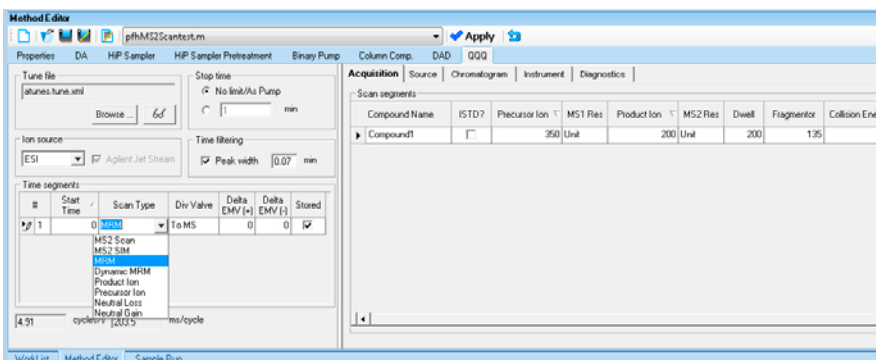 Method Editor
pfhMS2Scantest.m
Apply
Properties DA HiP Sampler HiP Sampler Pretreatment Binary Pump Column Comp. DAD QQQ
Tune file
atunes.tune.xml
Browse ...
Stop time
No limit/As Pump
1 min
Ion source
ESI
Agilent Jet Stream
Time filtering
Peak width 0.07 min
Time segments
# Start Time Scan Type Div Valve Delta EMV (+) Delta EMV (-) Stored
1 0 MRM To MS 0 0
MS2 Scan
MS2 SIM
MRM
Dynamic MRM
Product Ion
Precursor Ion
Neutral Loss
Neutral Gain
4.91 203.5 ms/cycle
Acquisition Source Chromatogram Instrument Diagnostics
Scan segments
Compound Name ISTD? Precursor Ion MS1 Res Product Ion MS2 Res Dwell Fragmentor Collision Ene
Compound1 350 Unit 200 Unit 200 135
WorkList Method Editor Sample Run